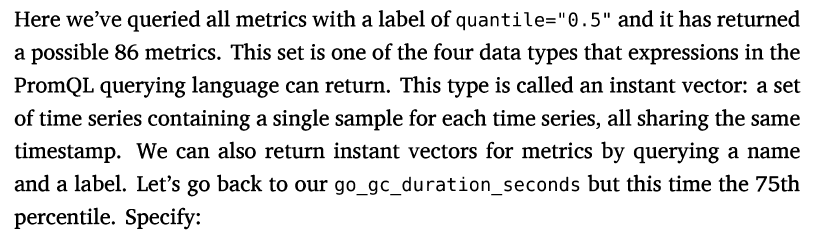 Here we’ve queried all metrics with a label of quantile="0.5" and it has returned
a possible 86 metrics. This set is one of the four data types that expressions in the
PromQL querying language can return. This type is called an instant vector: a set
of time series containing a single sample for each time series, all sharing the same
timestamp. We can also return instant vectors for metrics by querying a name
and a label. Let’s go back to our go_gc_duration_seconds but this time the 75th
percentile. Specify: